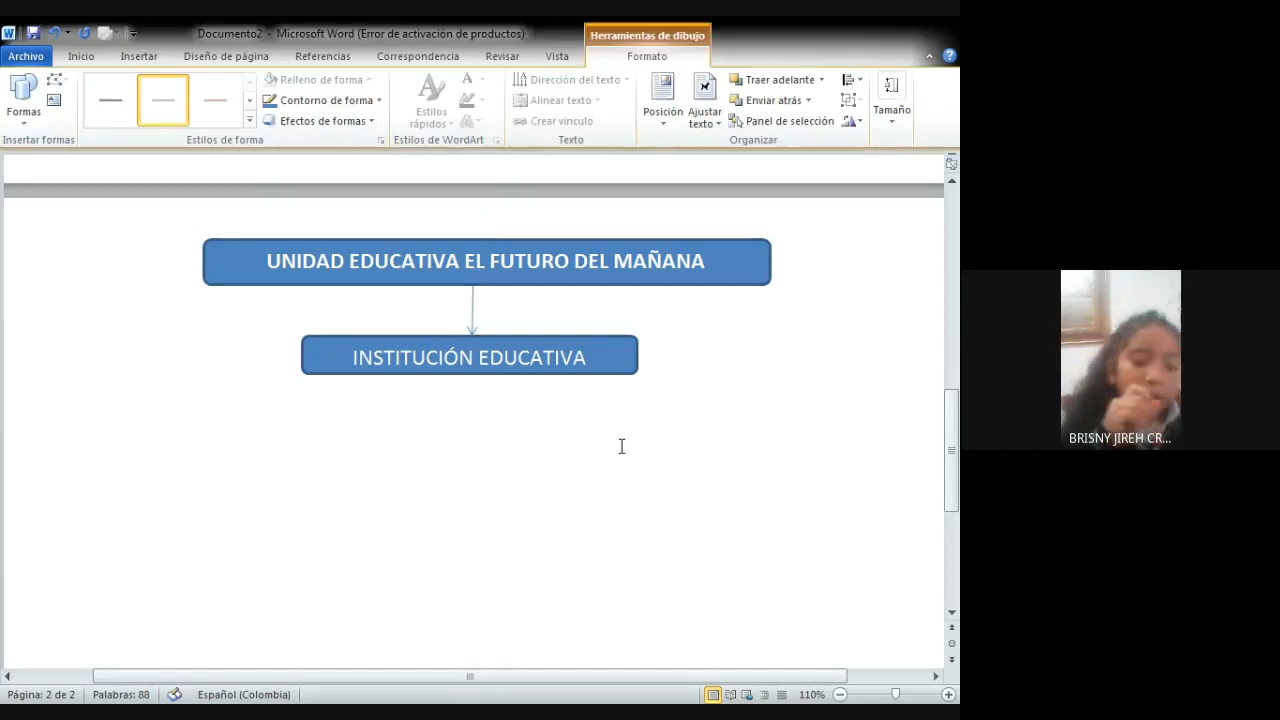 Documento2 - Microsoft Word (Error de activación de productos)
Herramientas de dibujo
Archivo Inicio Insertar Diseño de página Referencias Correspondencia Revisar Vista Formato
Formas
Insertar formas
Relleno de forma
Contorno de forma
Efectos de formas
Estilos de forma
Estilos rápidos
Estilos de WordArt
Dirección del texto
Alinear texto
Crear vínculo
Texto
Posición
Ajustar texto
Traer adelante
Enviar atrás
Panel de selección
Organizar
Tamaño
UNIDAD EDUCATIVA EL FUTURO DEL MAÑANA
INSTITUCIÓN EDUCATIVA
BRISNY JIREH CR...
Página: 2 de 2 Palabras: 88 Español (Colombia) 110%